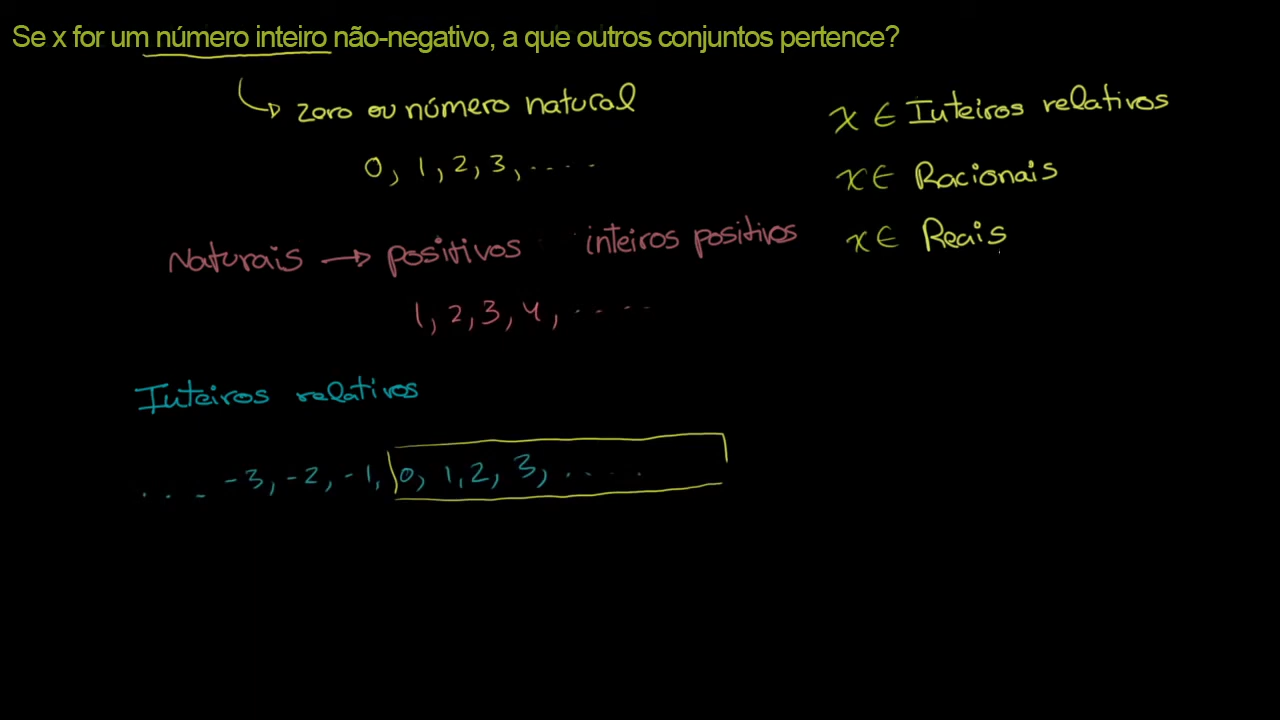 Se x for um número inteiro não-negativo, a que outros conjuntos pertence?
zero ou número natural
0, 1, 2, 3, .....
Naturais → positivos inteiros positivos
1, 2, 3, 4, .....
Inteiros relativos
... -3, -2, -1, 0, 1, 2, 3, .....
x ∈ Inteiros relativos
x ∈ Racionais
x ∈ Reais